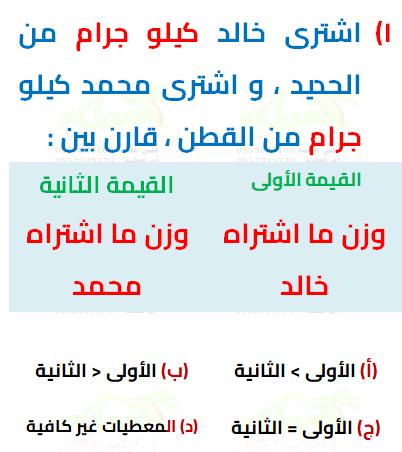 ١) اشترى خالد كيلو جرام من
الحديد ، و اشترى محمد كيلو
جرام من القطن ، قارن بين :
القيمة الأولى
القيمة الثانية
وزن ما اشتراه
خالد
وزن ما اشتراه
محمد
(أ) الأولى > الثانية
(ب) الأولى < الثانية
(ج) الأولى = الثانية
(د) المعطيات غير كافية